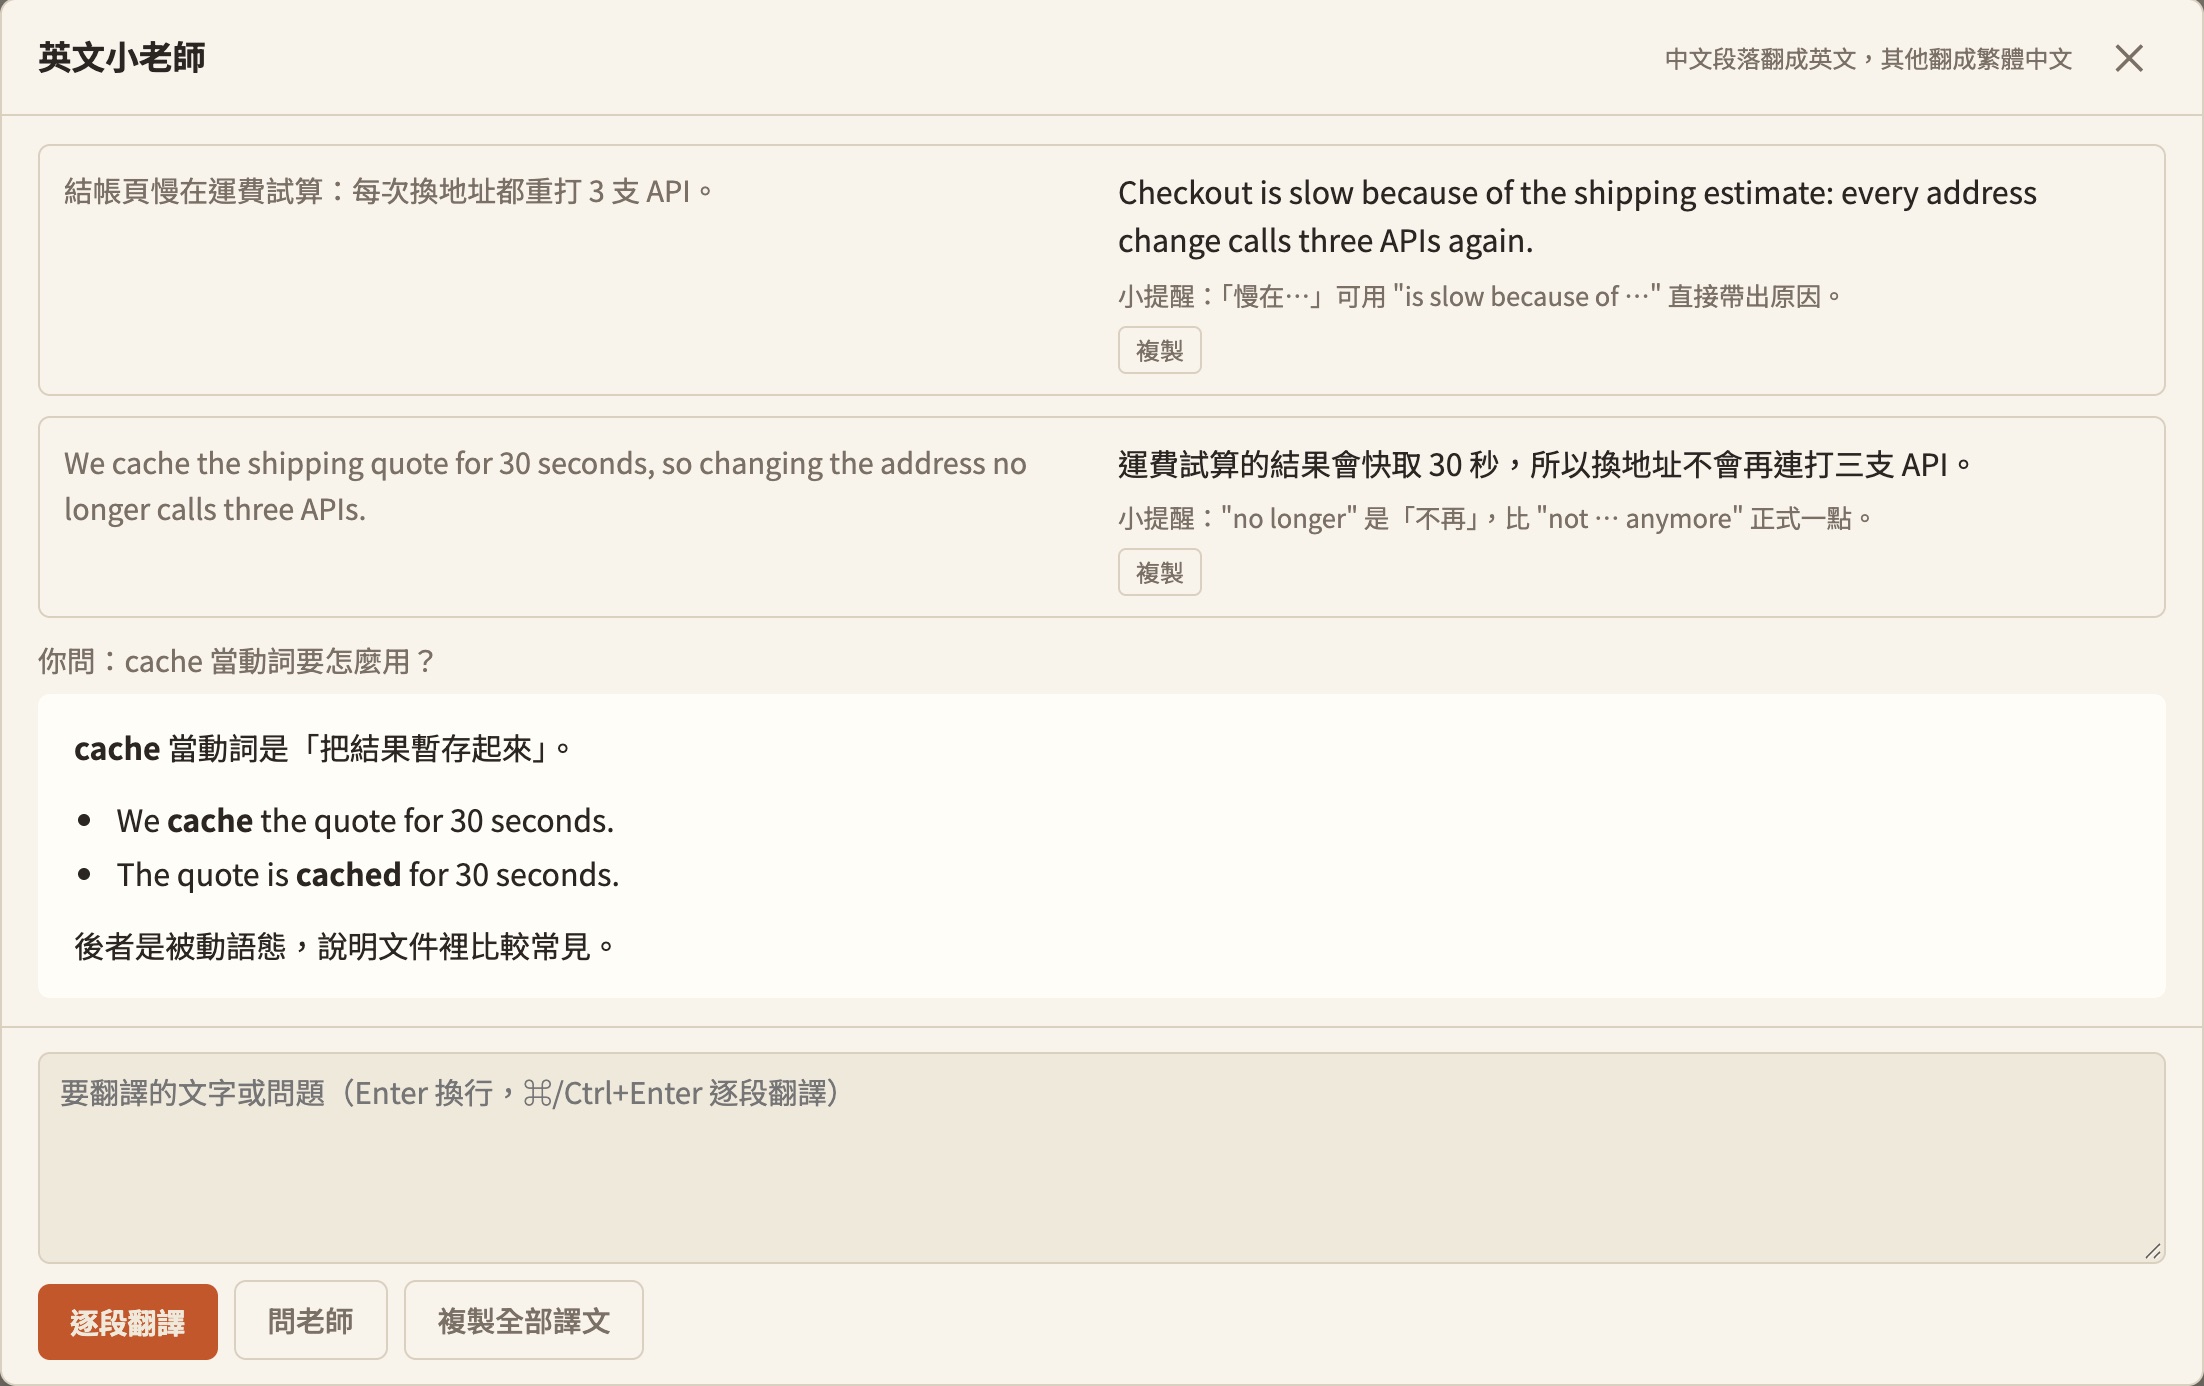 英文小老師
中文段落翻成英文，其他翻成繁體中文
結帳頁慢在運費試算：每次換地址都重打 3 支 API。
Checkout is slow because of the shipping estimate: every address
change calls three APIs again.
小提醒：「慢在…」可用 "is slow because of …" 直接帶出原因。
複製
We cache the shipping quote for 30 seconds, so changing the address no
longer calls three APIs.
運費試算的結果會快取 30 秒，所以換地址不會再連打三支 API。
小提醒："no longer" 是「不再」，比 "not … anymore" 正式一點。
複製
你問：cache 當動詞要怎麼用？
cache 當動詞是「把結果暫存起來」。
• We cache the quote for 30 seconds.
• The quote is cached for 30 seconds.
後者是被動語態，說明文件裡比較常見。
要翻譯的文字或問題（Enter 換行，⌘/Ctrl+Enter 逐段翻譯）
逐段翻譯
問老師
複製全部譯文